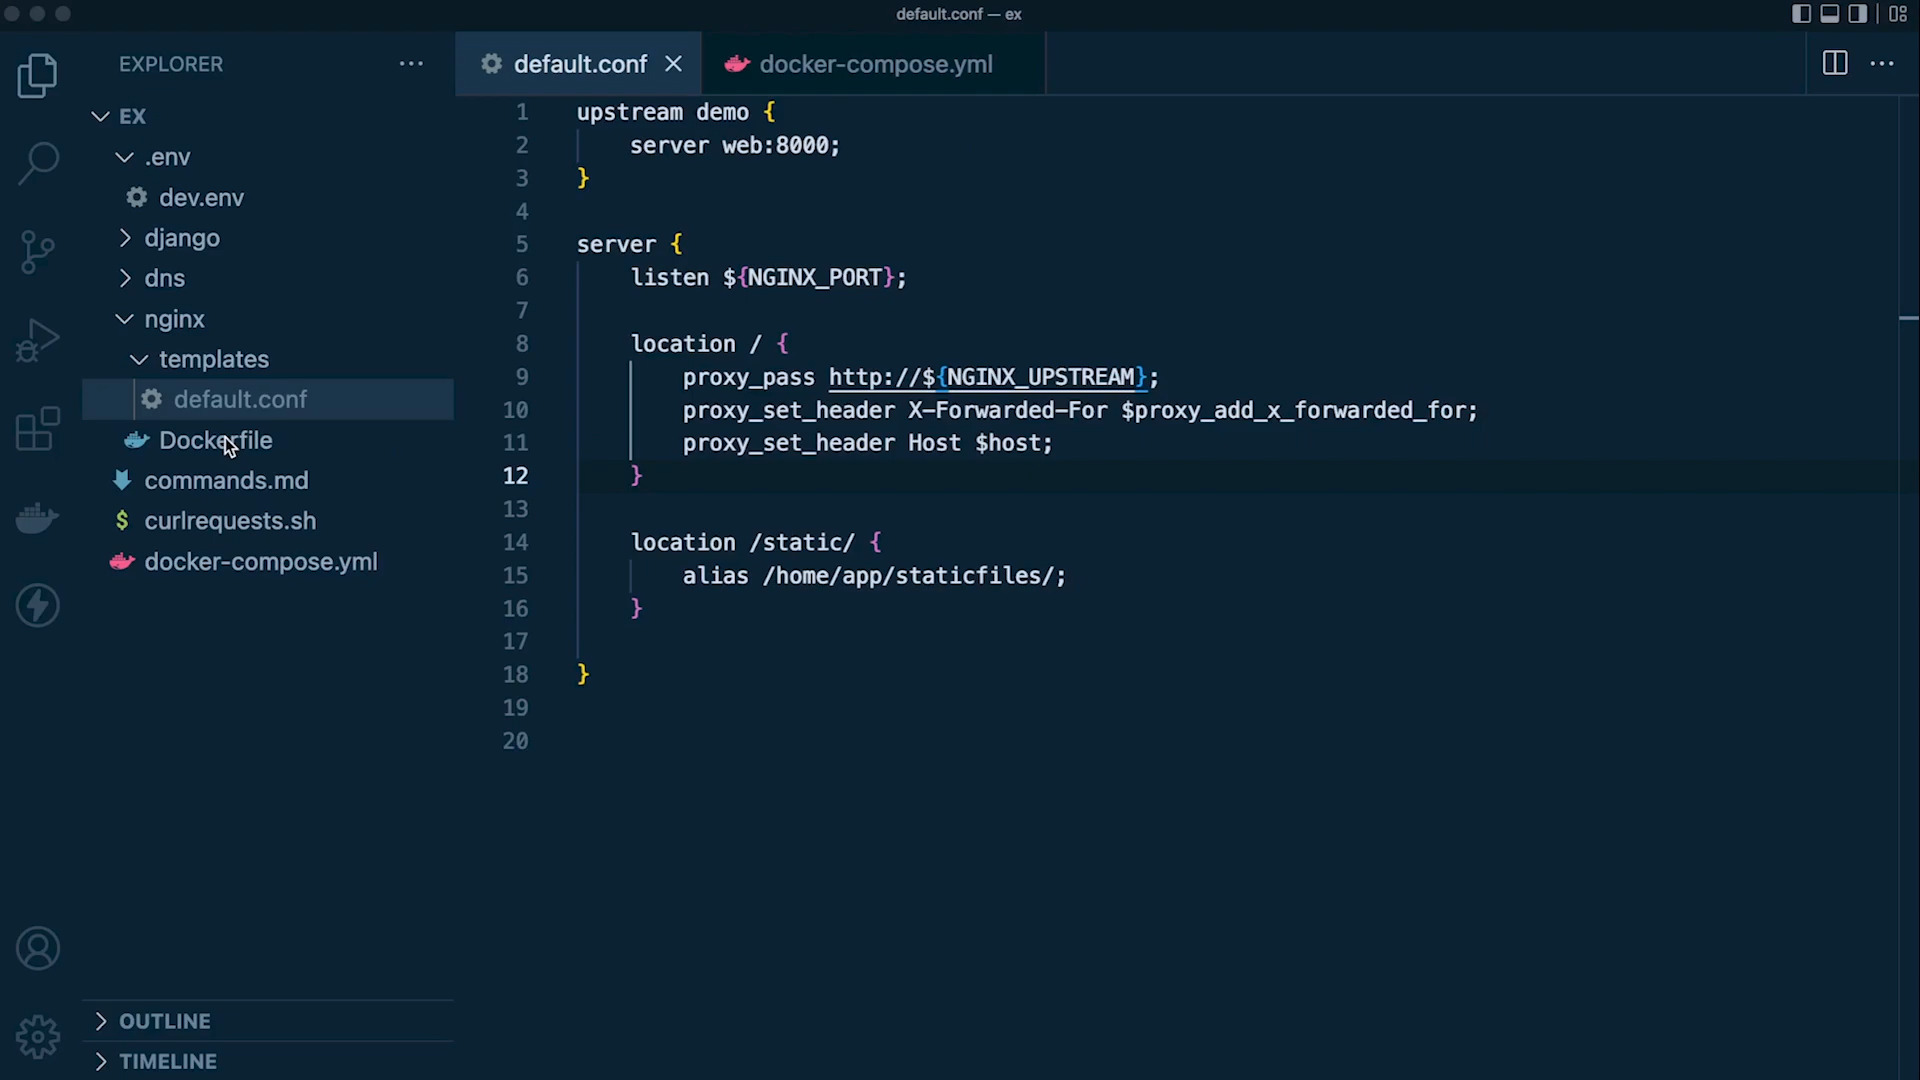 default.conf — ex
EXPLORER
default.conf
docker-compose.yml
EX
.env
dev.env
django
dns
nginx
templates
default.conf
Dockerfile
commands.md
curlrequests.sh
docker-compose.yml
OUTLINE
TIMELINE
1 upstream demo {
2 server web:8000;
3 }
4
5 server {
6 listen ${NGINX_PORT};
7
8 location / {
9 proxy_pass http://${NGINX_UPSTREAM};
10 proxy_set_header X-Forwarded-For $proxy_add_x_forwarded_for;
11 proxy_set_header Host $host;
12 }
13
14 location /static/ {
15 alias /home/app/staticfiles/;
16 }
17
18 }
19
20